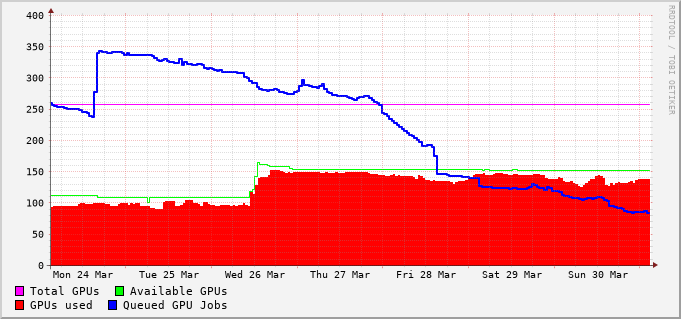 400
350
300
250
200
150
100
50
0
Mon 24 Mar Tue 25 Mar Wed 26 Mar Thu 27 Mar Fri 28 Mar Sat 29 Mar Sun 30 Mar
Total GPUs Available GPUs
GPUs used Queued GPU Jobs
RRDTOOL / TOBI OETIKER